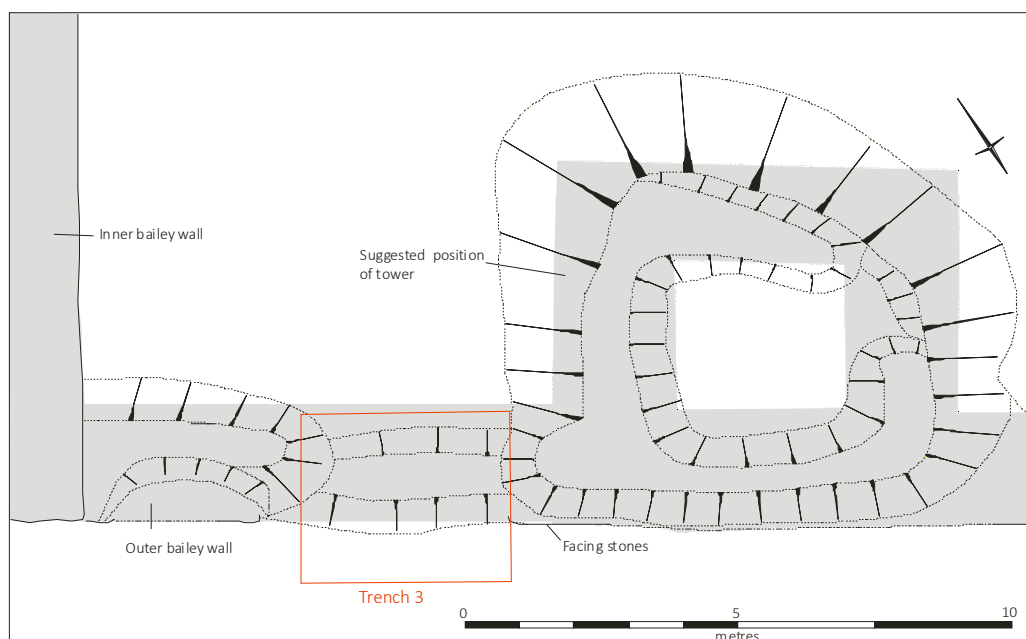 Inner bailey wall
Suggested position
of tower
Outer bailey wall
Facing stones
Trench 3
0
5
10
metres